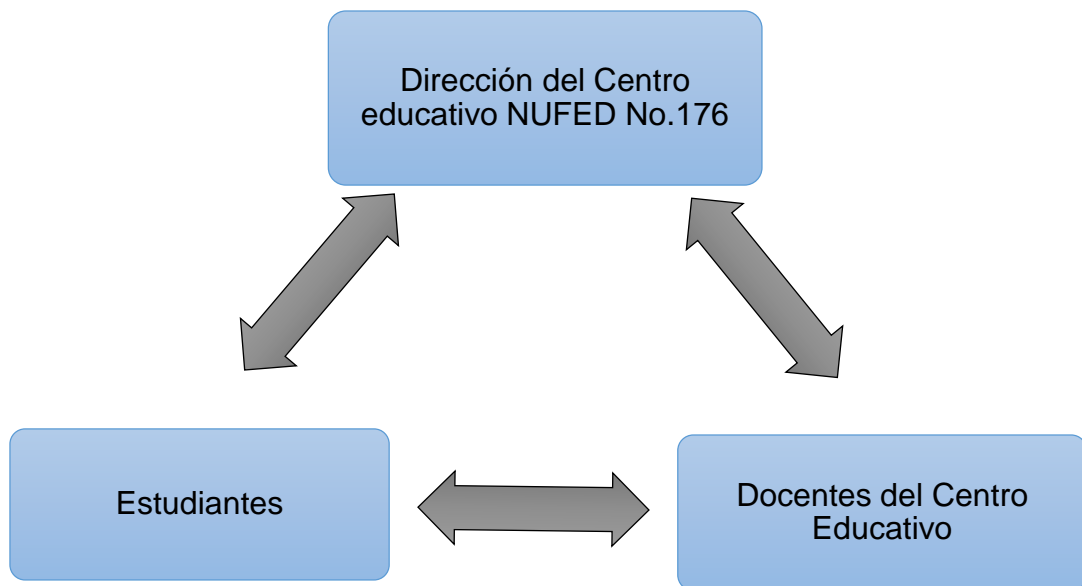 Dirección del Centro
educativo NUFED No.176
Estudiantes
Docentes del Centro
Educativo